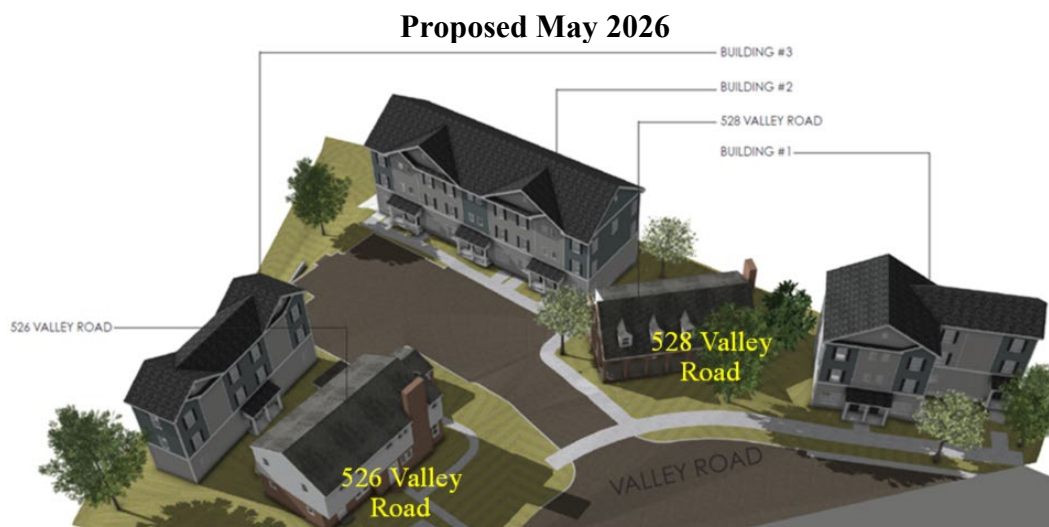 Proposed May 2026
BUILDING #3
BUILDING #2
528 VALLEY ROAD
BUILDING #1
526 VALLEY ROAD
528 Valley
Road
526 Valley
Road
VALLEY ROAD